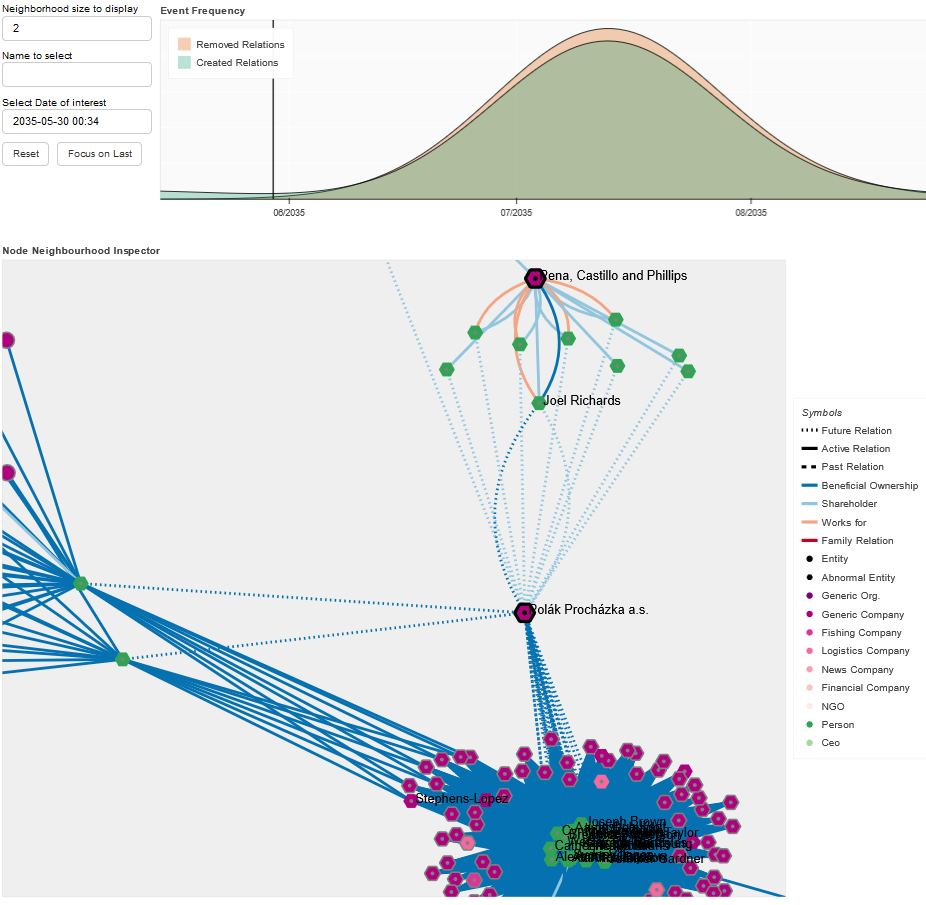 Neighborhood size to display
2
Name to select
Select Date of interest
2035-05-30 00:34
Reset
Focus on Last
Event Frequency
Removed Relations
Created Relations
06/2035
07/2035
08/2035
Node Neighbourhood Inspector
Rena, Castillo and Phillips
Joel Richards
Polák Procházka a.s.
Stephens-Lopez
Joseph Brown
Taylor
Gardner
Symbols
Future Relation
Active Relation
Past Relation
Beneficial Ownership
Shareholder
Works for
Family Relation
Entity
Abnormal Entity
Generic Org.
Generic Company
Fishing Company
Logistics Company
News Company
Financial Company
NGO
Person
Ceo